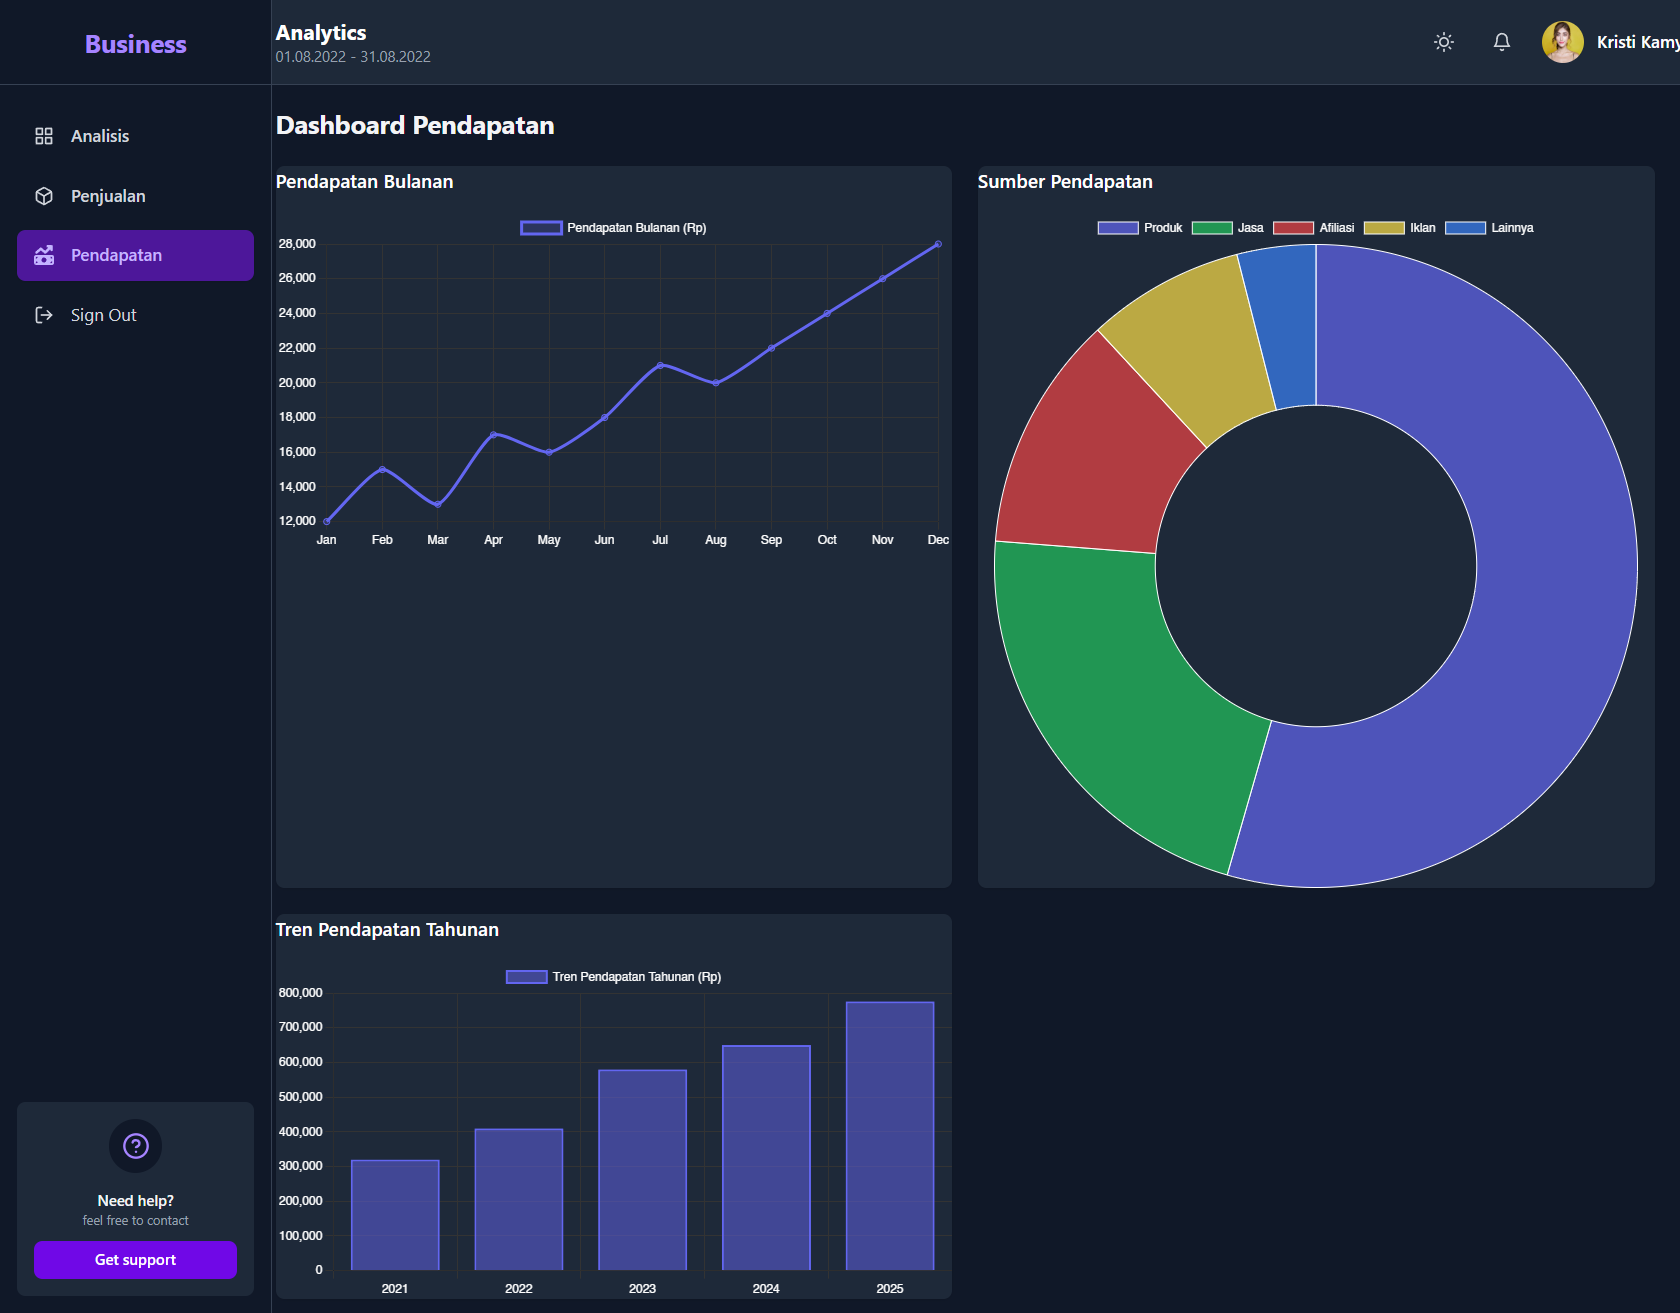 Business
Analytics
01.08.2022 - 31.08.2022
Kristi Kamy
Analisis
Penjualan
Pendapatan
Sign Out
Need help?
feel free to contact
Get support
Dashboard Pendapatan
Pendapatan Bulanan
Pendapatan Bulanan (Rp)
28,000
26,000
24,000
22,000
20,000
18,000
16,000
14,000
12,000
Jan Feb Mar Apr May Jun Jul Aug Sep Oct Nov Dec
Sumber Pendapatan
Produk Jasa Afiliasi Iklan Lainnya
Tren Pendapatan Tahunan
Tren Pendapatan Tahunan (Rp)
800,000
700,000
600,000
500,000
400,000
300,000
200,000
100,000
0
2021 2022 2023 2024 2025